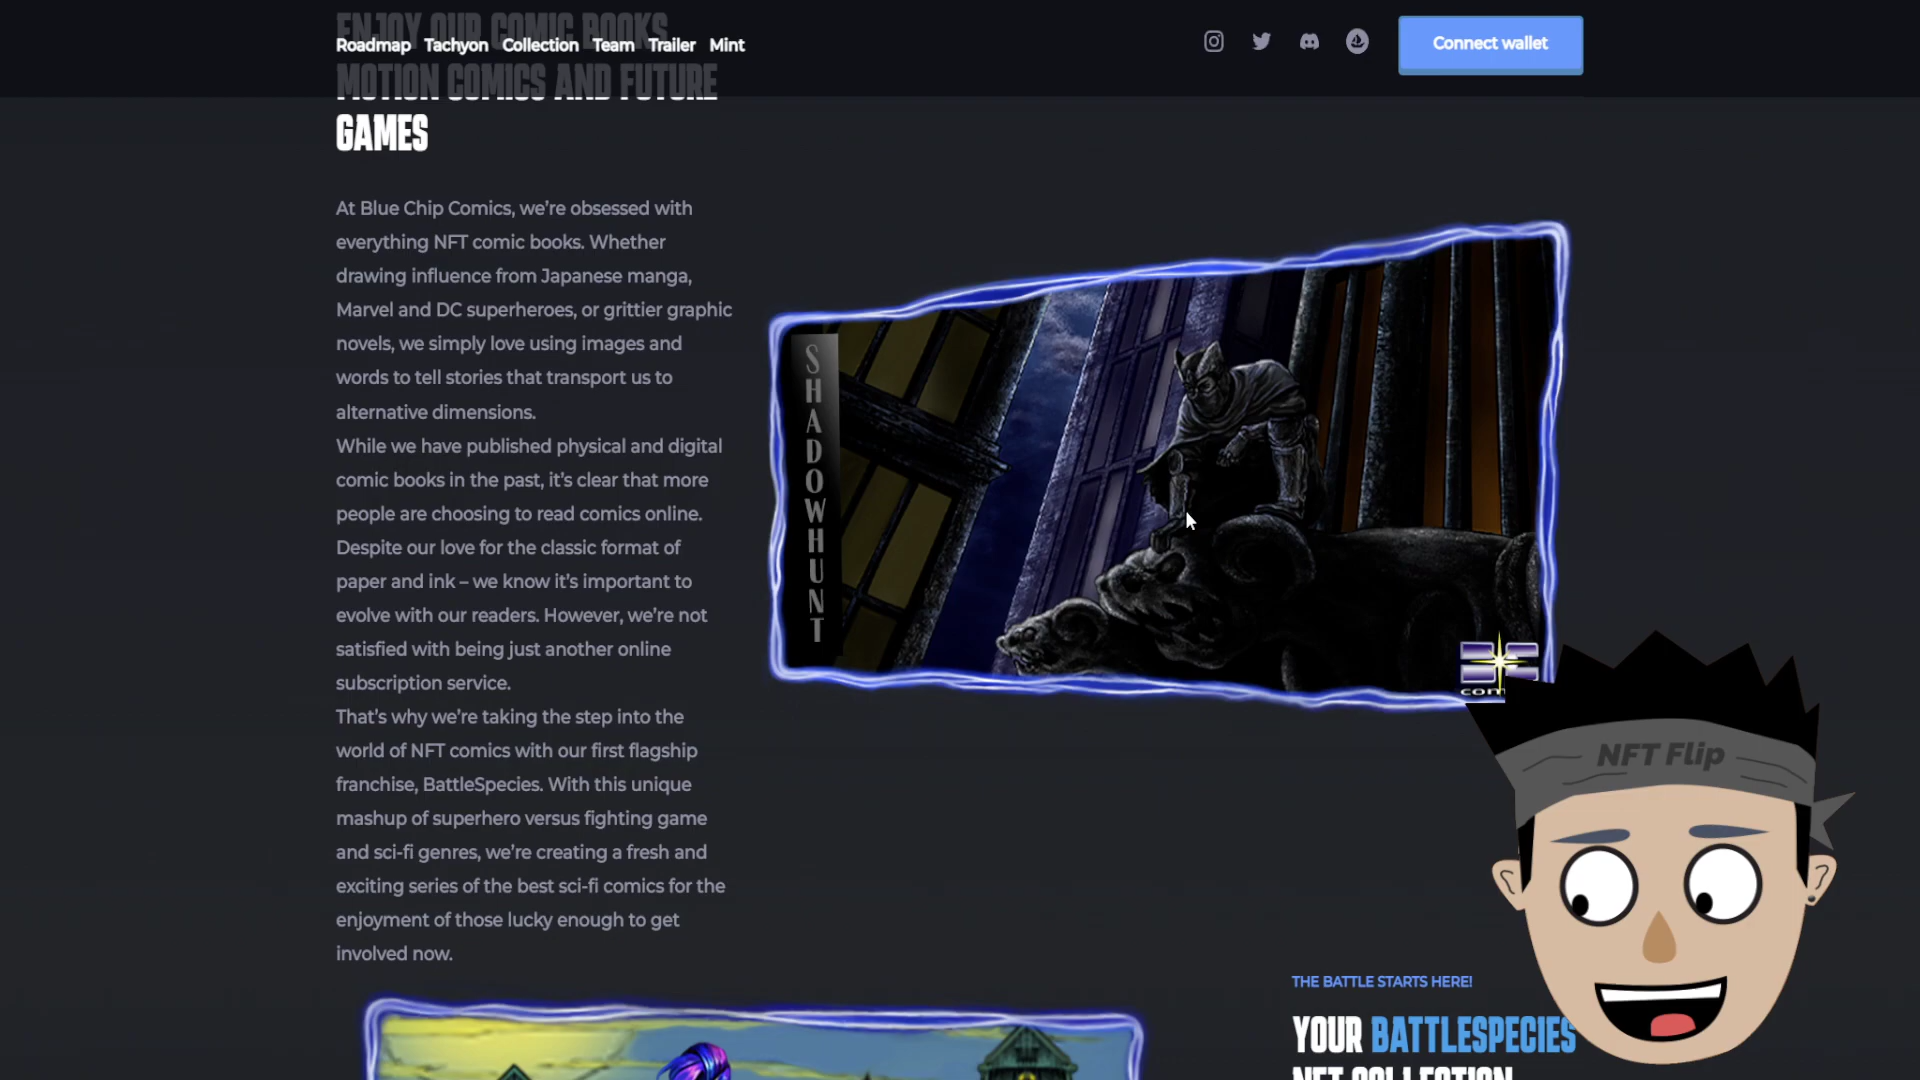 ENJOY OUR COMIC BOOKS
Roadmap Tachyon Collection Team Trailer Mint
Connect wallet
MOTION COMICS AND FUTURE
GAMES
At Blue Chip Comics, we’re obsessed with
everything NFT comic books. Whether
drawing influence from Japanese manga,
Marvel and DC superheroes, or grittier graphic
novels, we simply love using images and
words to tell stories that transport us to
alternative dimensions.
While we have published physical and digital
comic books in the past, it’s clear that more
people are choosing to read comics online.
Despite our love for the classic format of
paper and ink – we know it’s important to
evolve with our readers. However, we’re not
satisfied with being just another online
subscription service.
That’s why we’re taking the step into the
world of NFT comics with our first flagship
franchise, BattleSpecies. With this unique
mashup of superhero versus fighting game
and sci-fi genres, we’re creating a fresh and
exciting series of the best sci-fi comics for the
enjoyment of those lucky enough to get
involved now.
SHADOWHUNT
com
NFT Flip
THE BATTLE STARTS HERE!
YOUR BATTLESPECIES
NFT COLLECTION